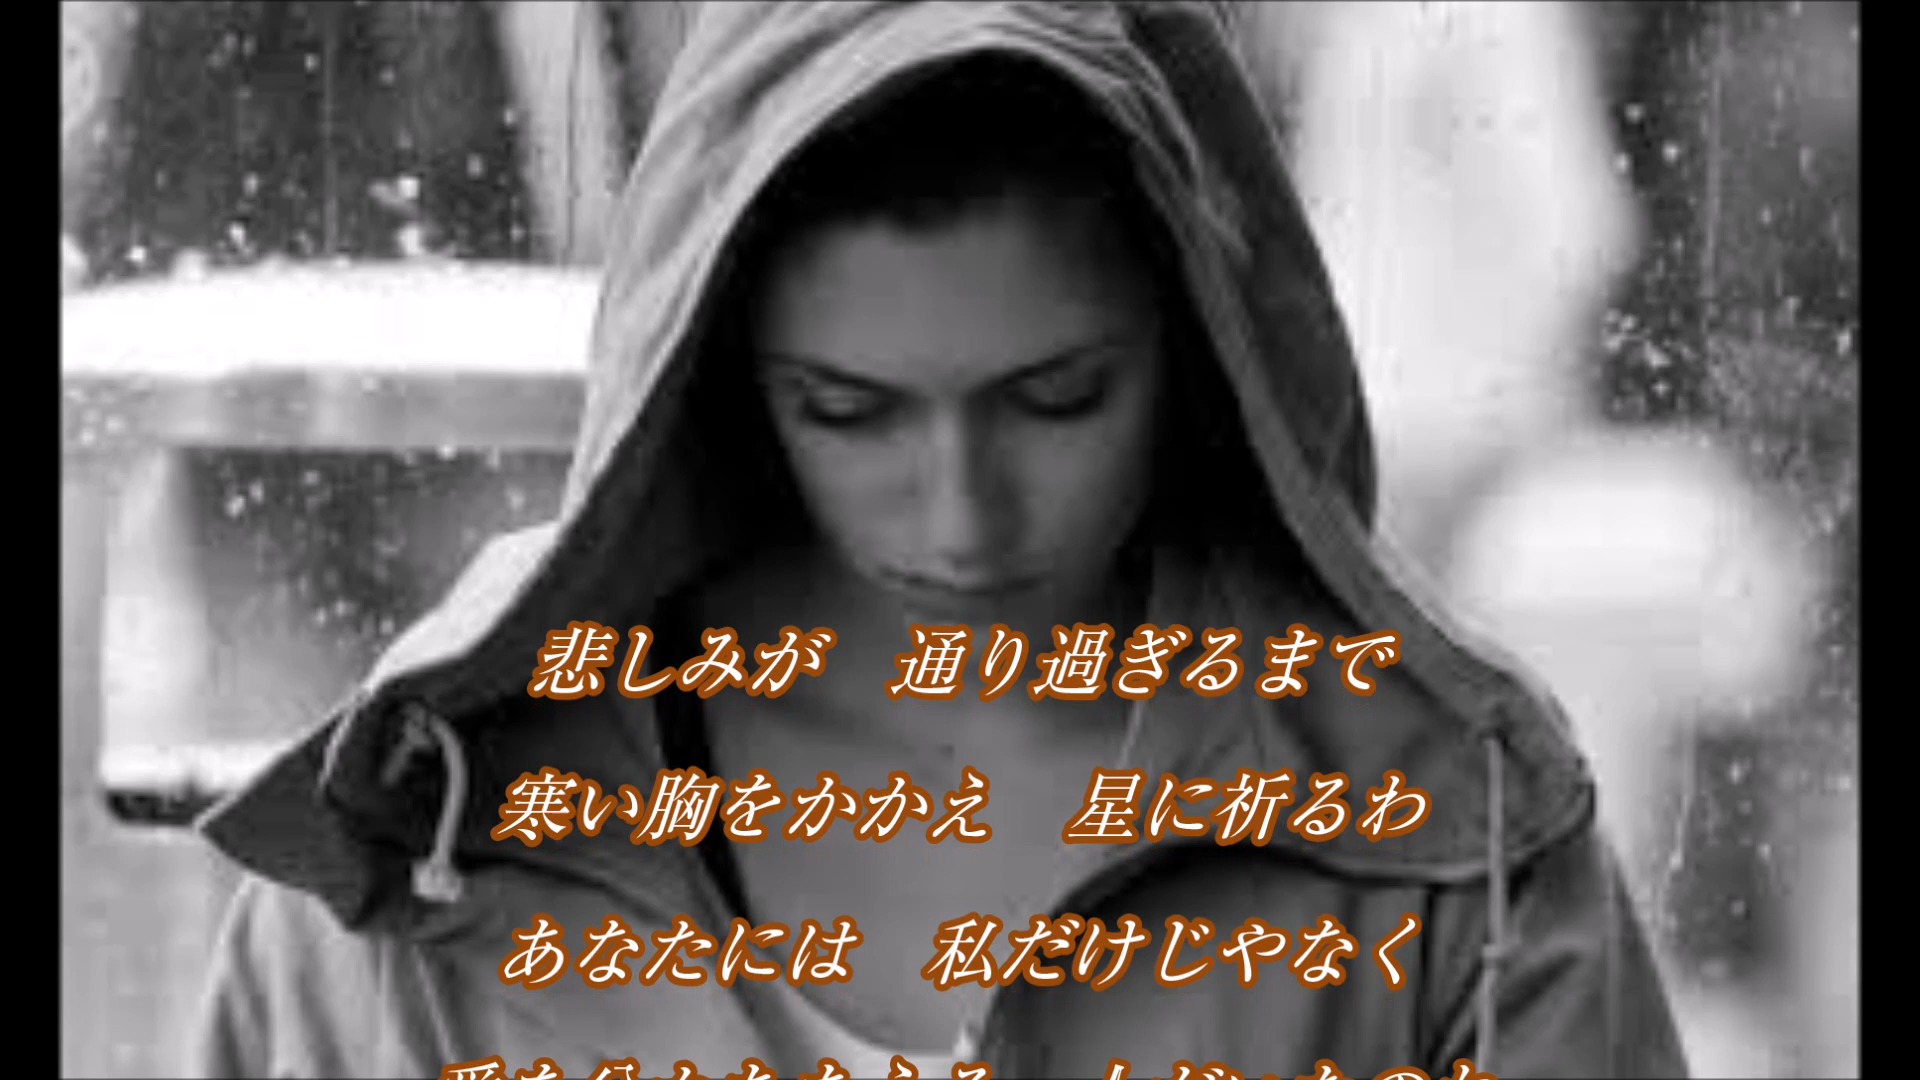 悲しみが　通り過ぎるまで
寒い胸をかかえ　星に祈るわ
あなたには　私だけじゃなく